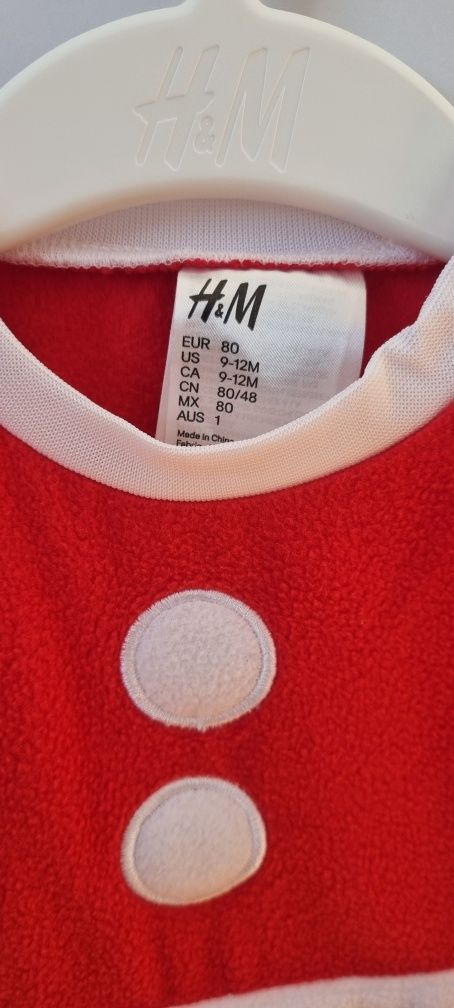 H&M
H&M
EUR 80
US 9-12M
CA 9-12M
CN 80/48
MX 80
AUS 1
Made in China